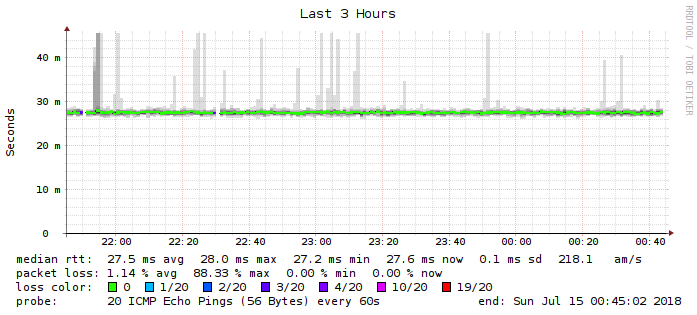 Last 3 Hours
RRDTOOL / TOBI OETIKER
Seconds
40 m
30 m
20 m
10 m
0
22:00 22:20 22:40 23:00 23:20 23:40 00:00 00:20 00:40
median rtt: 27.5 ms avg 28.0 ms max 27.2 ms min 27.6 ms now 0.1 ms sd 218.1 am/s
packet loss: 1.14 % avg 88.33 % max 0.00 % min 0.00 % now
loss color: 0 1/20 2/20 3/20 4/20 10/20 19/20
probe: 20 ICMP Echo Pings (56 Bytes) every 60s end: Sun Jul 15 00:45:02 2018